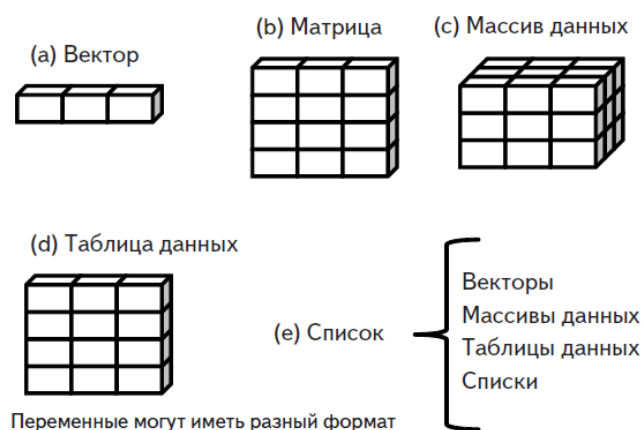 (a) Вектор
(b) Матрица
(c) Массив данных
(d) Таблица данных
Переменные могут иметь разный формат
(e) Список
Векторы
Массивы данных
Таблицы данных
Списки